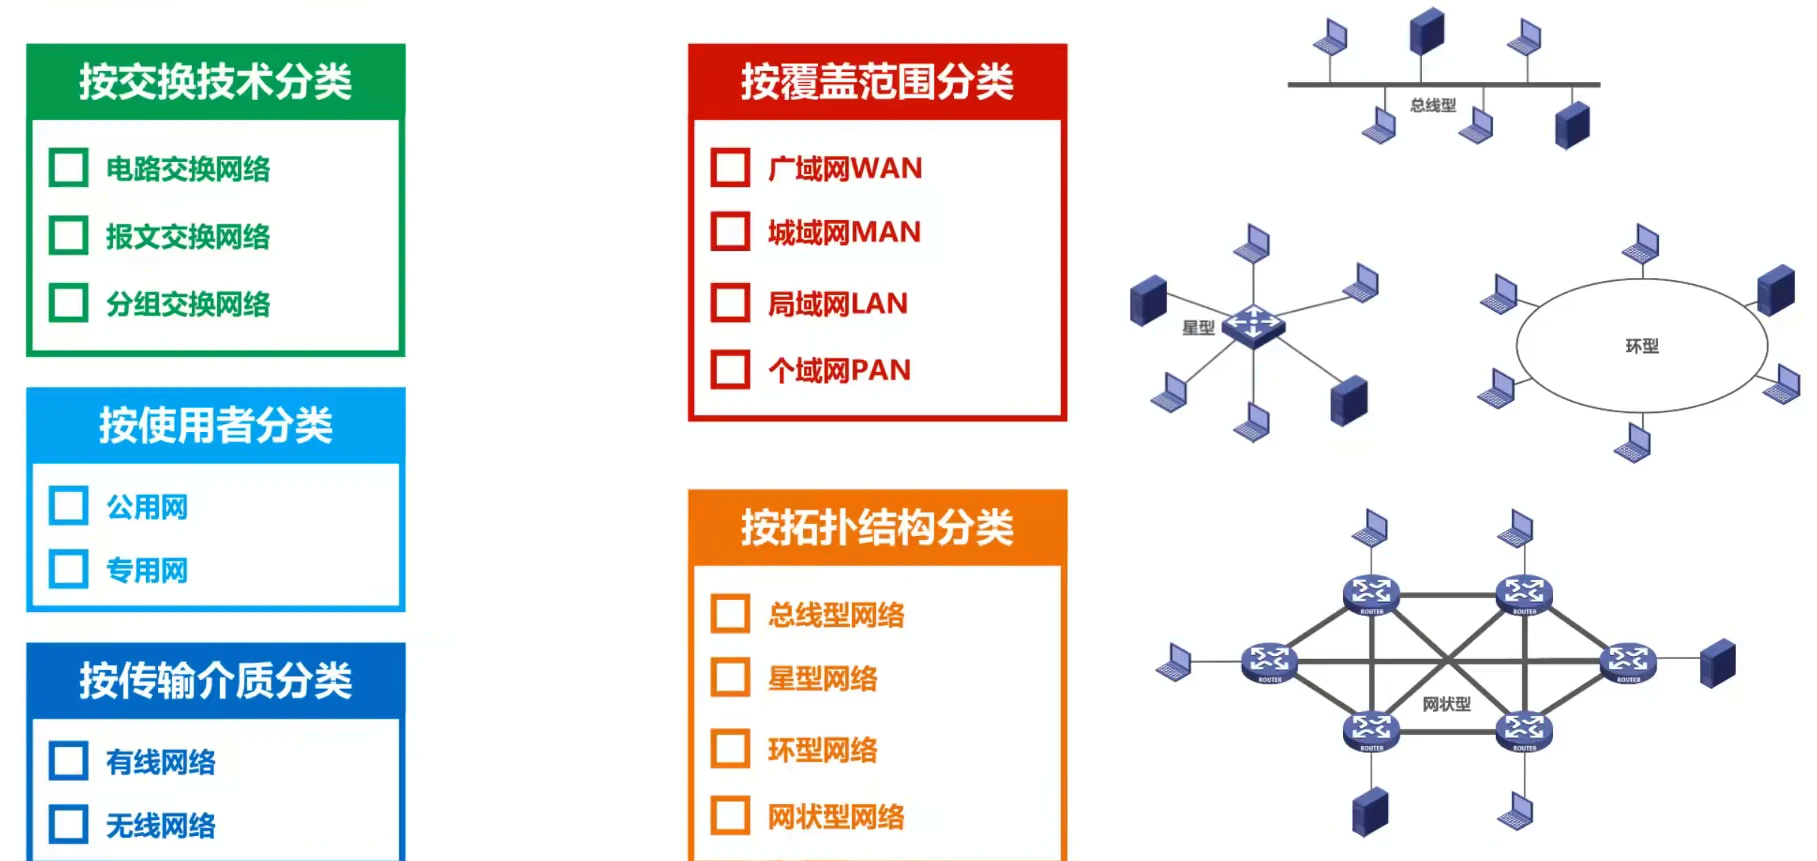 按交换技术分类
电路交换网络
报文交换网络
分组交换网络
按使用者分类
公用网
专用网
按传输介质分类
有线网络
无线网络
按覆盖范围分类
广域网WAN
城域网MAN
局域网LAN
个域网PAN
按拓扑结构分类
总线型网络
星型网络
环型网络
网状型网络
总线型
星型
环型
ROUTER
ROUTER
ROUTER
ROUTER
网状型
ROUTER
ROUTER